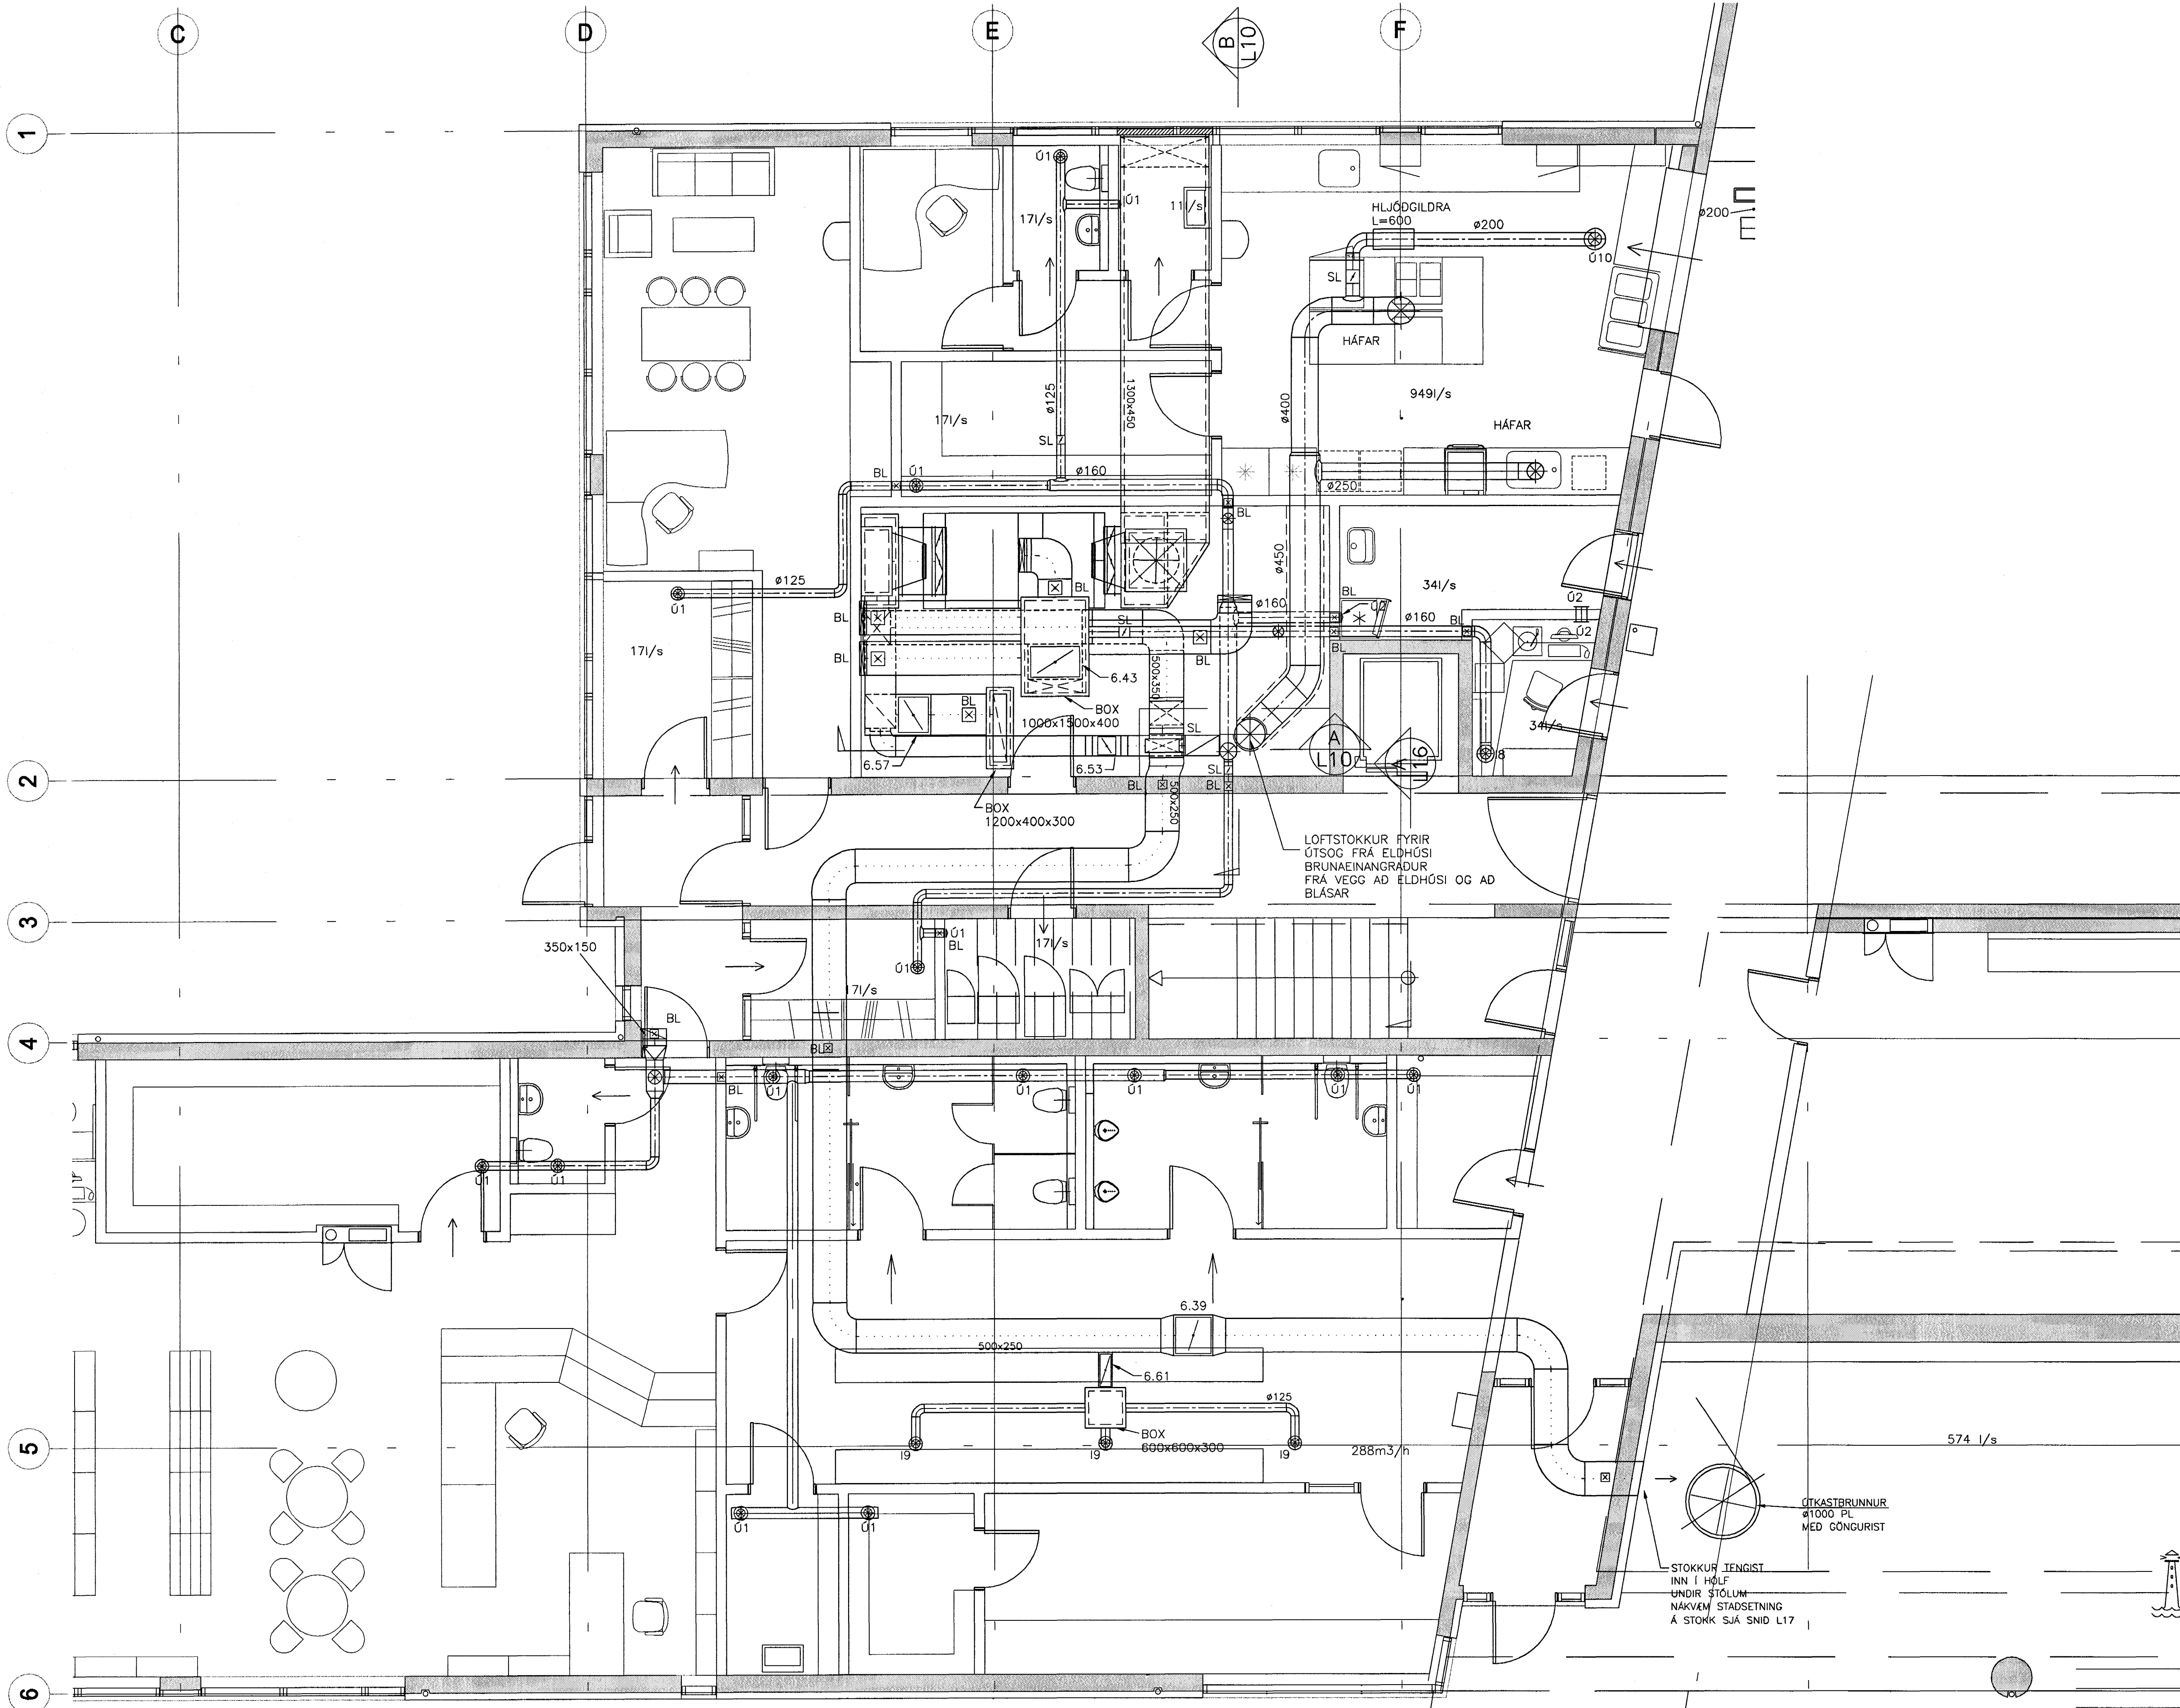 C
D
E
F
B
L10
1
2
3
4
5
6
Ú1
17l/s
Ú1
11l/s
HLJÓÐGILDRA
L=600
ø200
ø200
Ú10
SL
HÁFAR
ø125
1300x450
ø400
949l/s
17l/s
HÁFAR
SL
BL
Ú1
ø160
ø250
BL
ø450
ø125
Ú1
BL
34l/s
BL
ø160
Ú2
ø160
BL
Ú2
Ú2
BL
SL
BL
BL
17l/s
BL
500x350
6.43
BL
BOX
1000x1500x400
SL
34l/s
A
L10
L16
6.57
6.53
SL
BL
BL
500x250
BOX
1200x400x300
LOFTSTOKKUR FYRIR
ÚTSOG FRÁ ELDHÚSI
BRUNAEINANGRAÐUR
FRÁ VEGG AÐ ELDHÚSI OG AÐ
BLÁSAR
350x150
Ú1
BL
17l/s
Ú1
17l/s
BL
BL
BL
Ú1
Ú1
Ú1
Ú1
Ú1
Ú1
Ú1
6.39
500x250
6.61
ø125
BOX
600x600x300
I9
I9
I9
288m3/h
574 l/s
Ú1
Ú1
ÚTKASTBRUNNUR
ø1000 PL
MEÐ GÖNGURIST
STOKKUR TENGIST
INN Í HÓLF
UNDIR STÓLUM
NÁKVÆM STAÐSETNING
Á STOKK SJÁ SNIÐ L17